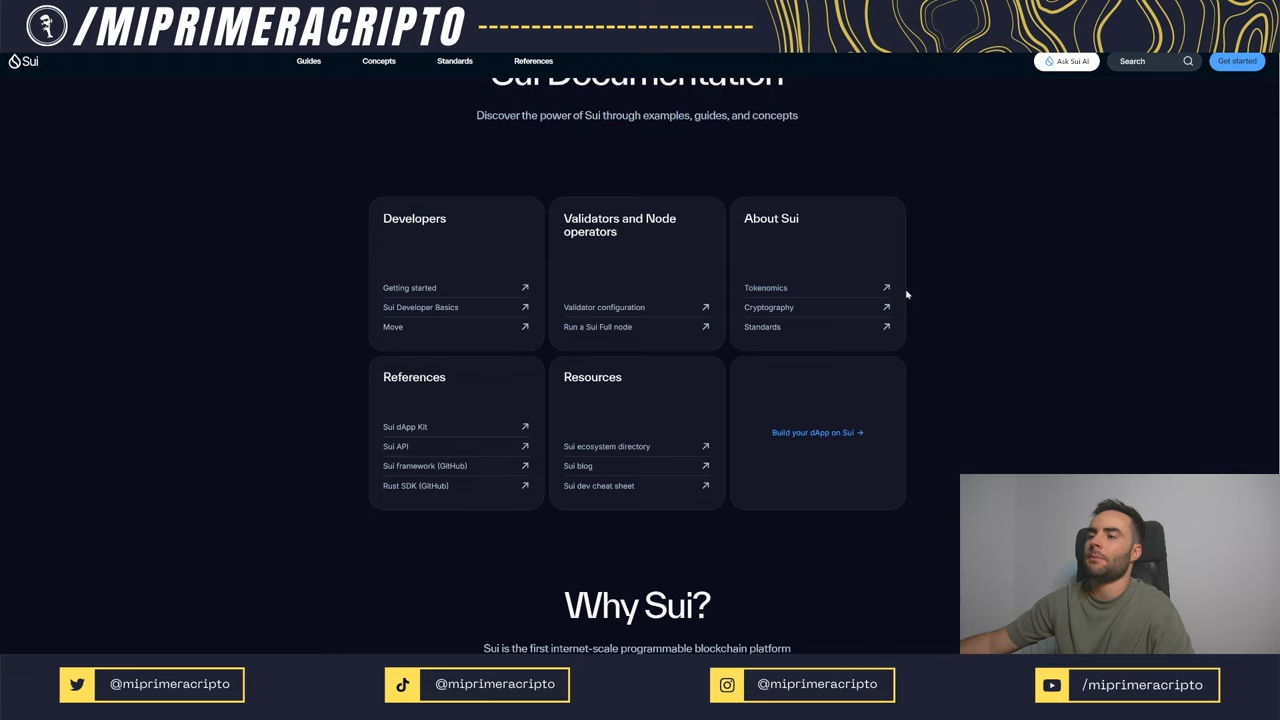 /MIPRIMERACRIPTO
Sui
Guides
Concepts
Standards
References
Ask Sui AI
Search
Get started
Sui Documentation
Discover the power of Sui through examples, guides, and concepts
Developers
Getting started
Sui Developer Basics
Move
Validators and Node
operators
Validator configuration
Run a Sui Full node
About Sui
Tokenomics
Cryptography
Standards
References
Sui dApp Kit
Sui API
Sui framework (GitHub)
Rust SDK (GitHub)
Resources
Sui ecosystem directory
Sui blog
Sui dev cheat sheet
Build your dApp on Sui →
Why Sui?
Sui is the first internet-scale programmable blockchain platform
@miprimeracripto
@miprimeracripto
@miprimeracripto
/miprimeracripto